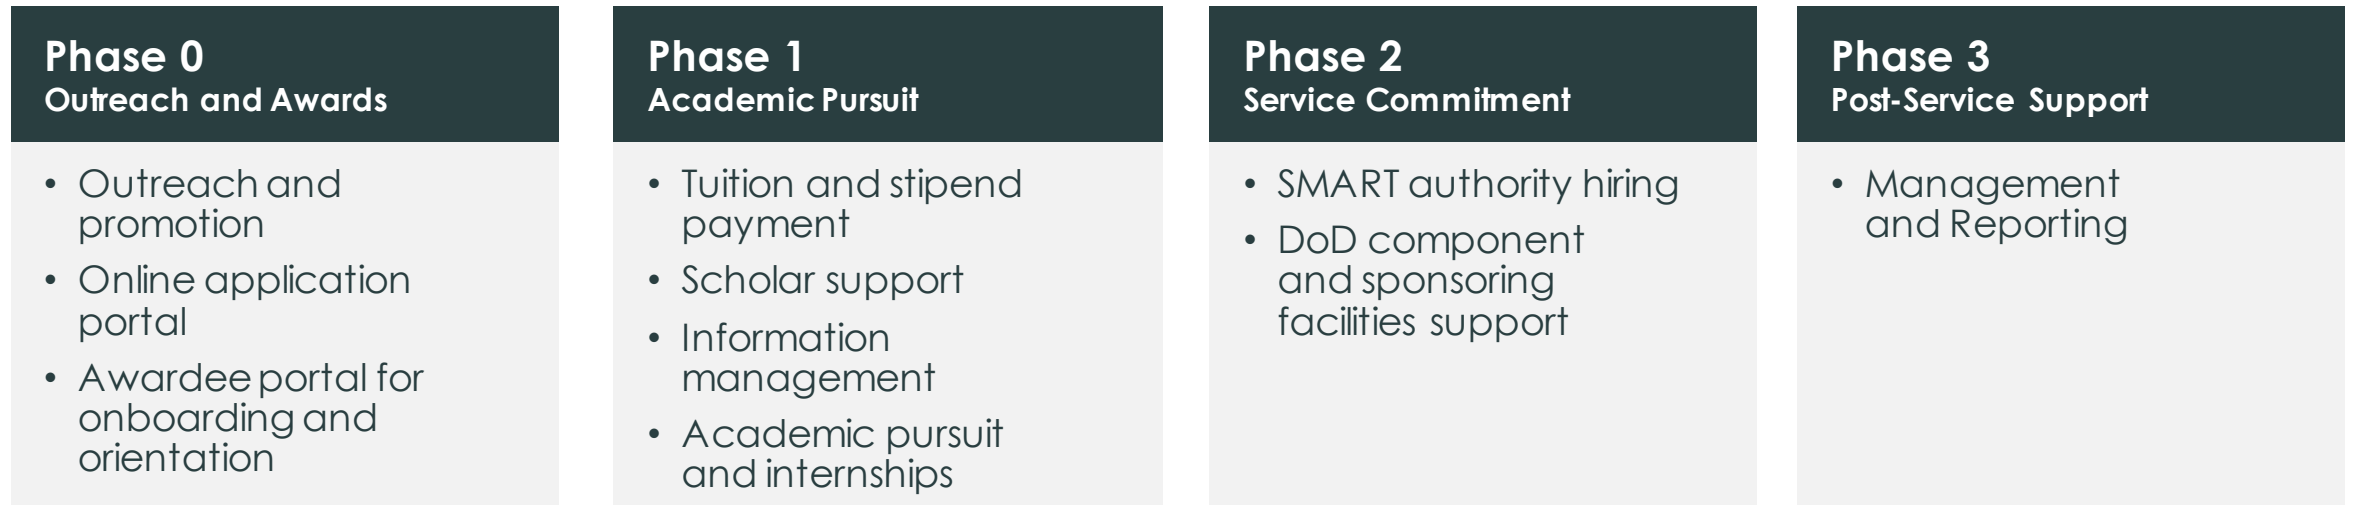 Phase 0
Outreach and Awards
• Outreach and
promotion
• Online application
portal
• Awardee portal for
onboarding and
orientation
Phase 1
Academic Pursuit
• Tuition and stipend
payment
• Scholar support
• Information
management
• Academic pursuit
and internships
Phase 2
Service Commitment
• SMART authority hiring
• DoD component
and sponsoring
facilities support
Phase 3
Post-Service Support
• Management
and Reporting